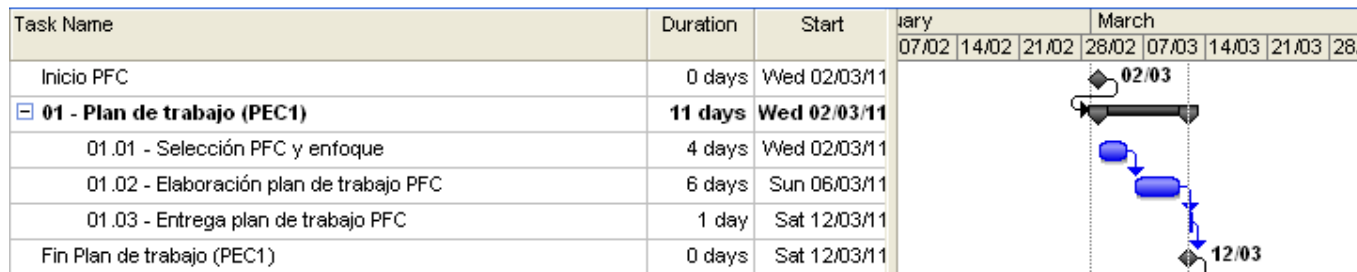 Task Name Duration Start uary March
07/02 14/02 21/02 28/02 07/03 14/03 21/03 28
Inicio PFC 0 days Wed 02/03/11 02/03
01 - Plan de trabajo (PEC1) 11 days Wed 02/03/11
01.01 - Selección PFC y enfoque 4 days Wed 02/03/11
01.02 - Elaboración plan de trabajo PFC 6 days Sun 06/03/11
01.03 - Entrega plan de trabajo PFC 1 day Sat 12/03/11
Fin Plan de trabajo (PEC1) 0 days Sat 12/03/11 12/03